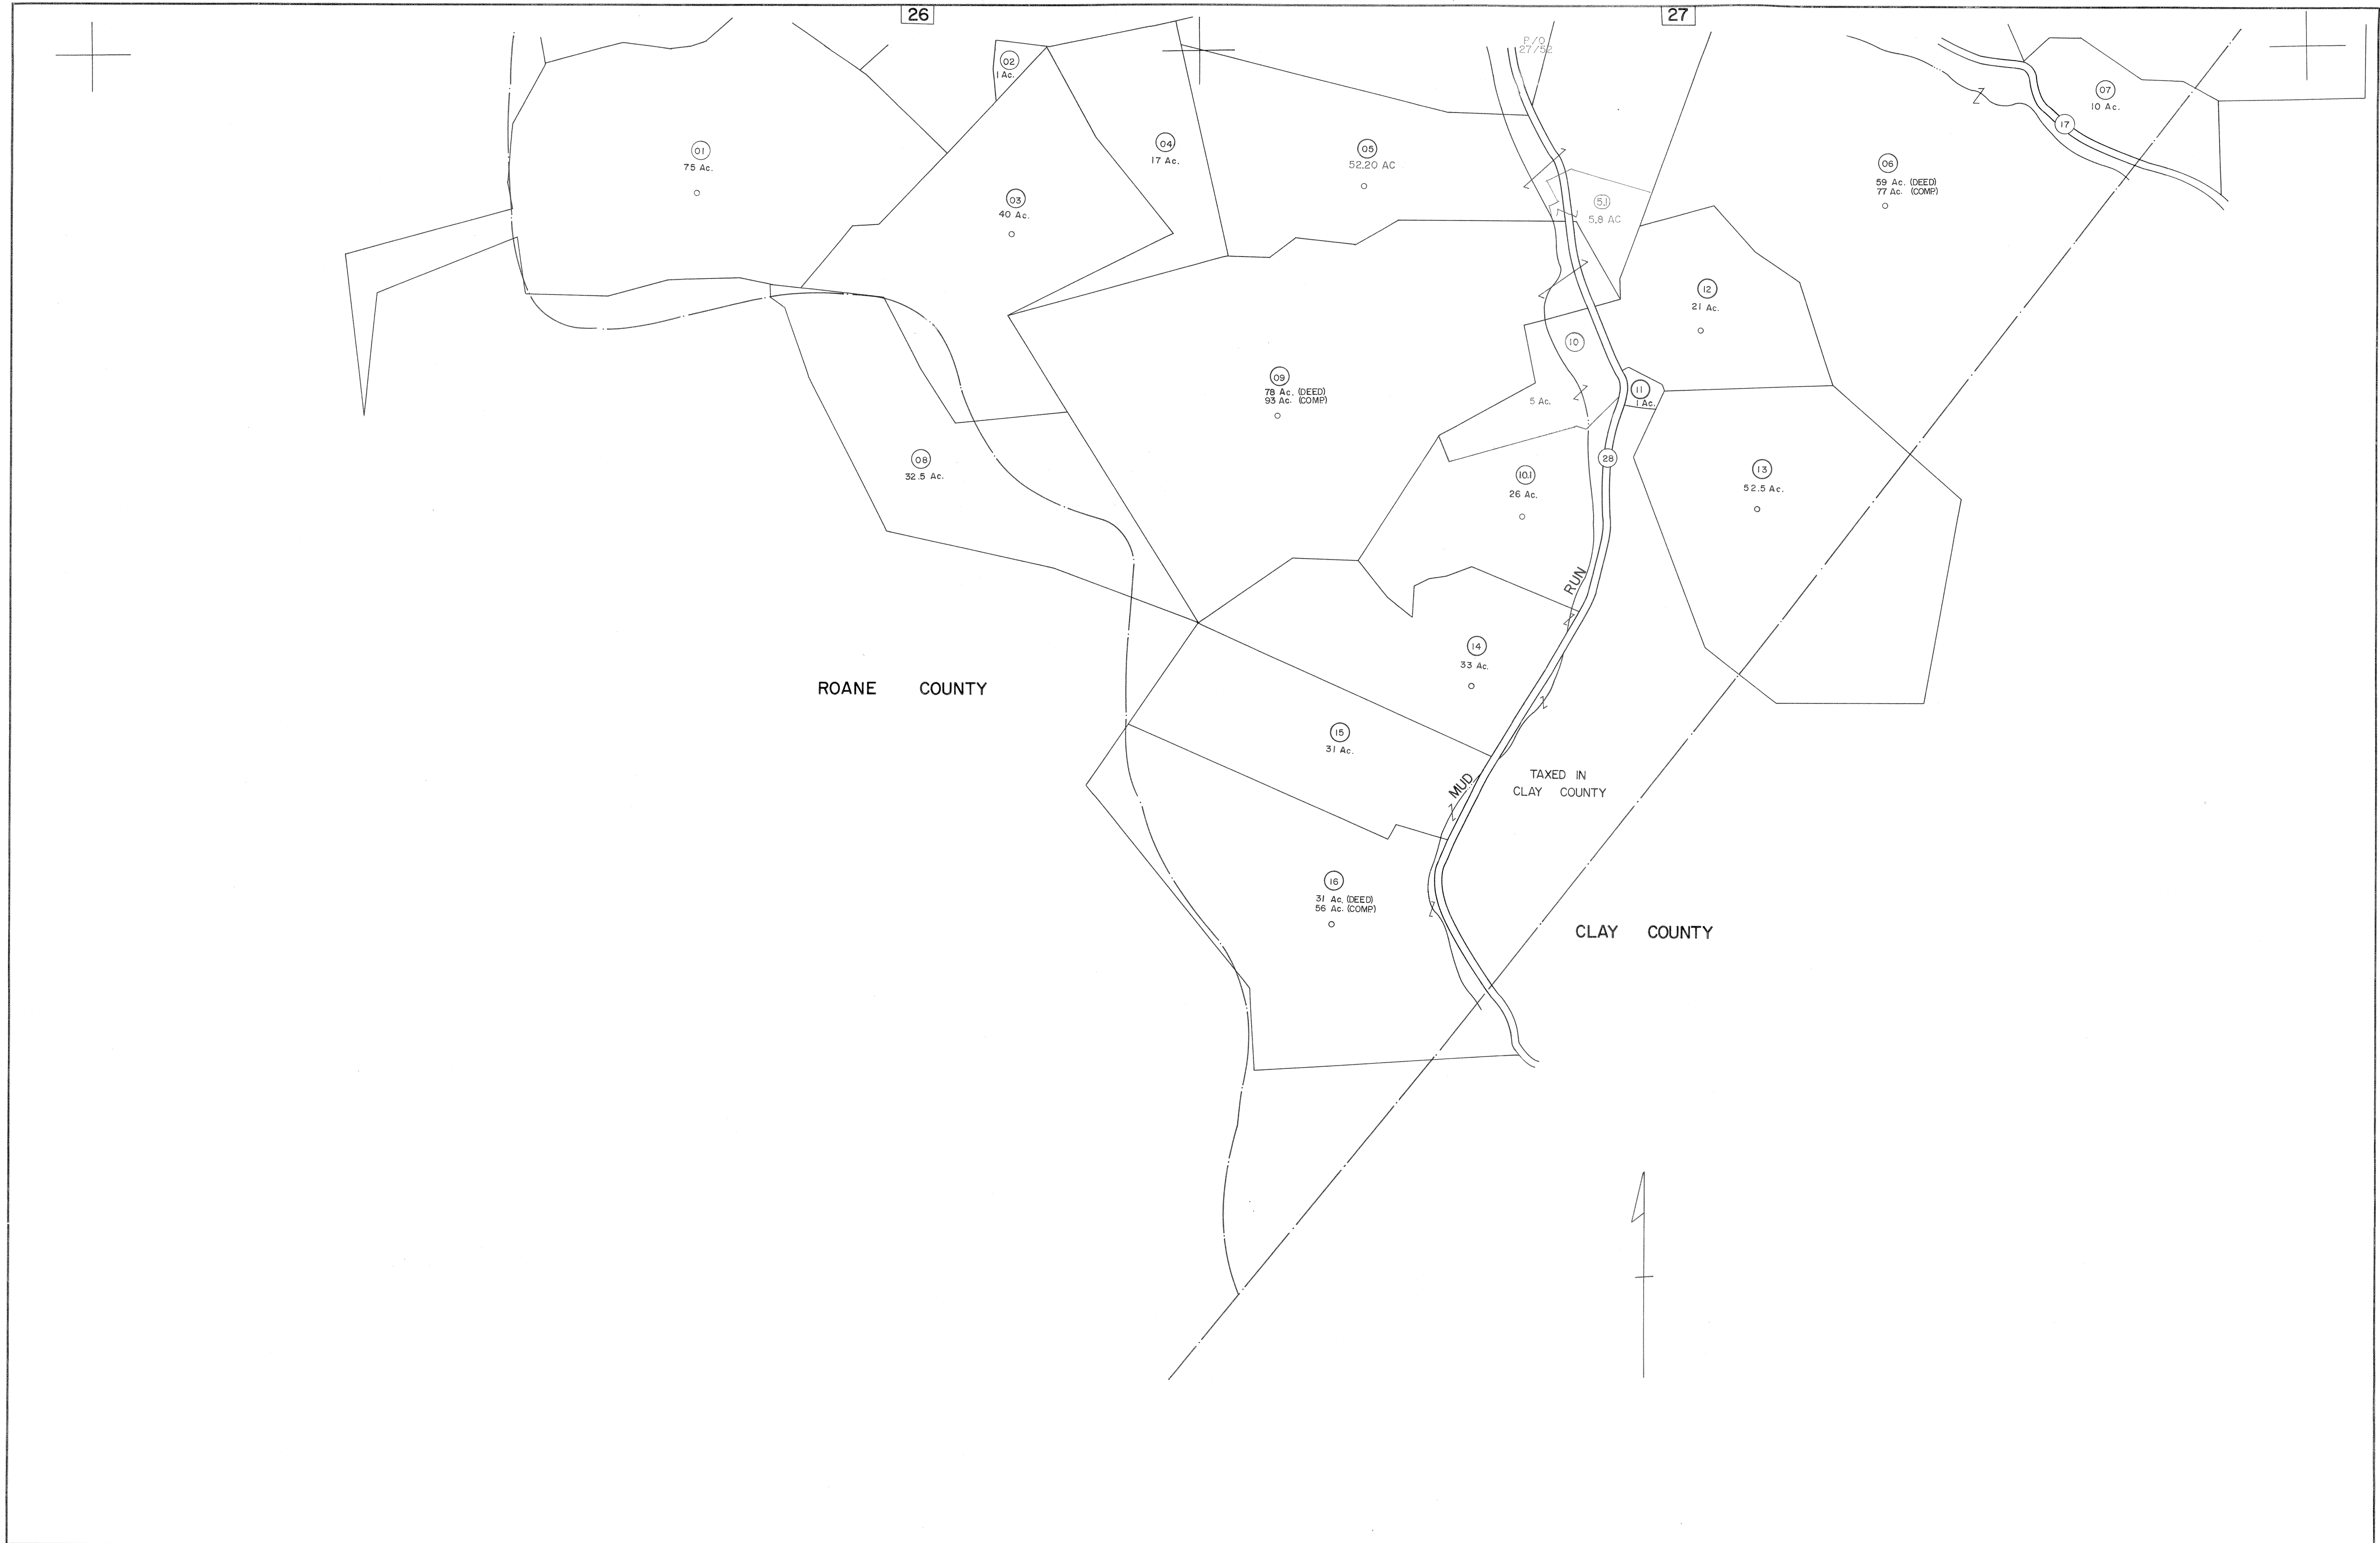 26
27
P/O
27/52
02
1 Ac.
07
10 Ac.
17
01
75 Ac.
04
17 Ac.
05
52.20 AC
06
59 Ac. (DEED)
77 Ac. (COMP.)
03
40 Ac.
5.1
5.8 AC
12
21 Ac.
10
09
78 Ac. (DEED)
93 Ac. (COMP)
5 Ac.
11
1 Ac.
08
32.5 Ac.
28
10.1
26 Ac.
13
52.5 Ac.
RUN
14
33 Ac.
ROANE COUNTY
15
31 Ac.
MUD
TAXED IN
CLAY COUNTY
16
31 Ac. (DEED)
56 Ac. (COMP.)
CLAY COUNTY